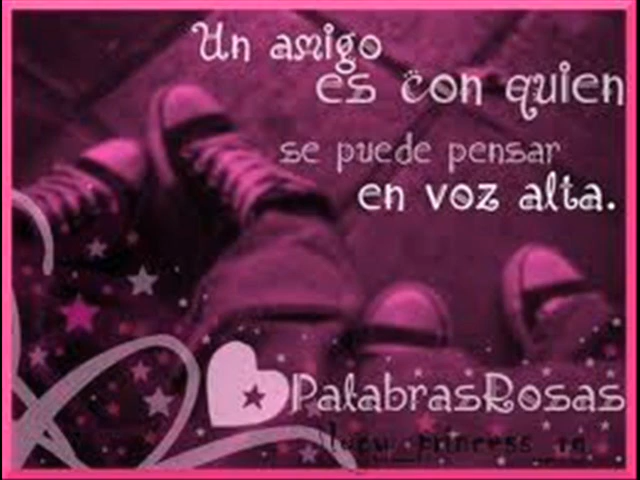 Un amigo
es con quien
se puede pensar
en voz alta.
PalabrasRosas